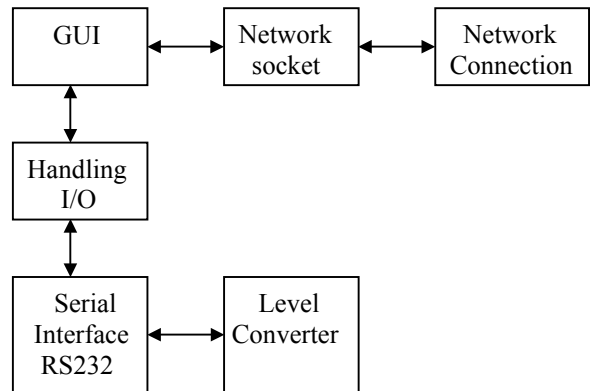 GUI
Network
socket
Network
Connection
Handling
I/O
Serial
Interface
RS232
Level
Converter